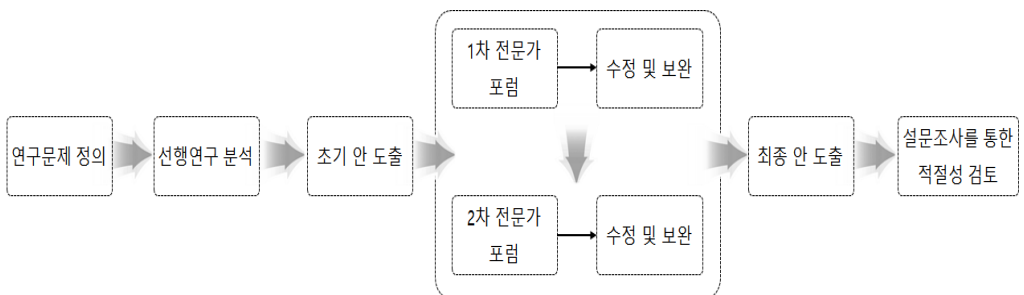 연구문제 정의
선행연구 분석
초기 안 도출
1차 전문가
포럼
수정 및 보완
2차 전문가
포럼
수정 및 보완
최종 안 도출
설문조사를 통한
적절성 검토